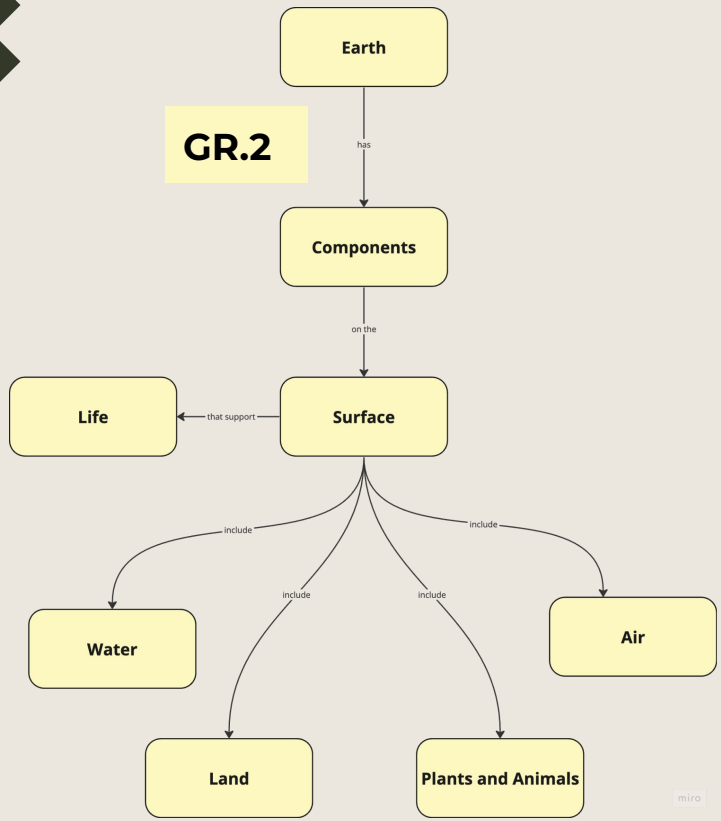 Earth
has
GR.2
Components
on the
Life
that support
Surface
include
include
include
include
Water
Air
Land
Plants and Animals
miro